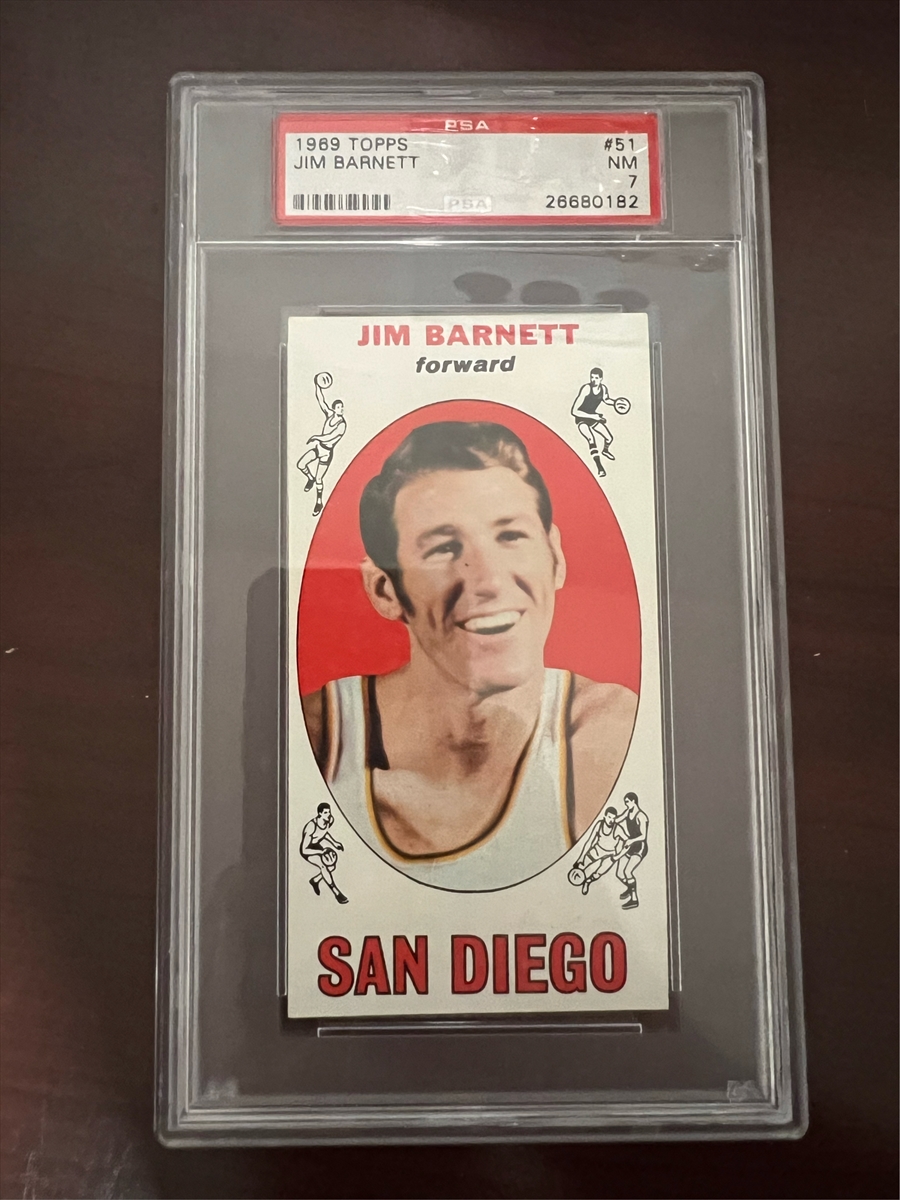 PSA
1969 TOPPS #51
JIM BARNETT NM
7
PSA 26680182
JIM BARNETT
forward
SAN DIEGO